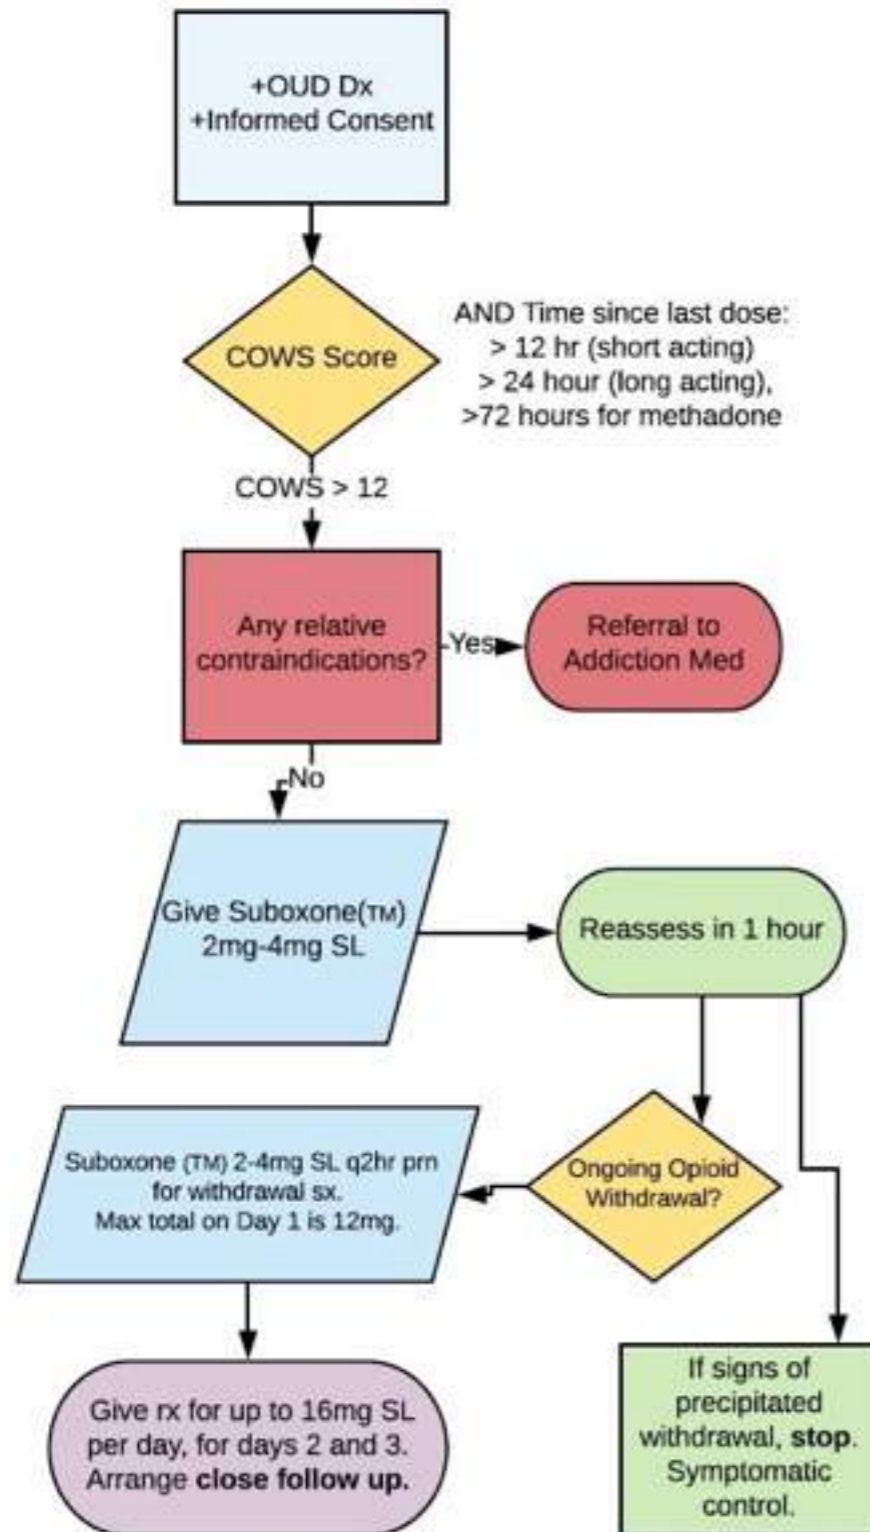 +OUD Dx
+Informed Consent
COWS Score
AND Time since last dose:
> 12 hr (short acting)
> 24 hour (long acting),
>72 hours for methadone
COWS > 12
Any relative
contraindications?
Yes
Referral to
Addiction Med
No
Give Suboxone(TM)
2mg-4mg SL
Reassess in 1 hour
Ongoing Opioid
Withdrawal?
Suboxone (TM) 2-4mg SL q2hr prn
for withdrawal sx.
Max total on Day 1 is 12mg.
Give rx for up to 16mg SL
per day, for days 2 and 3.
Arrange close follow up.
If signs of
precipitated
withdrawal, stop.
Symptomatic
control.